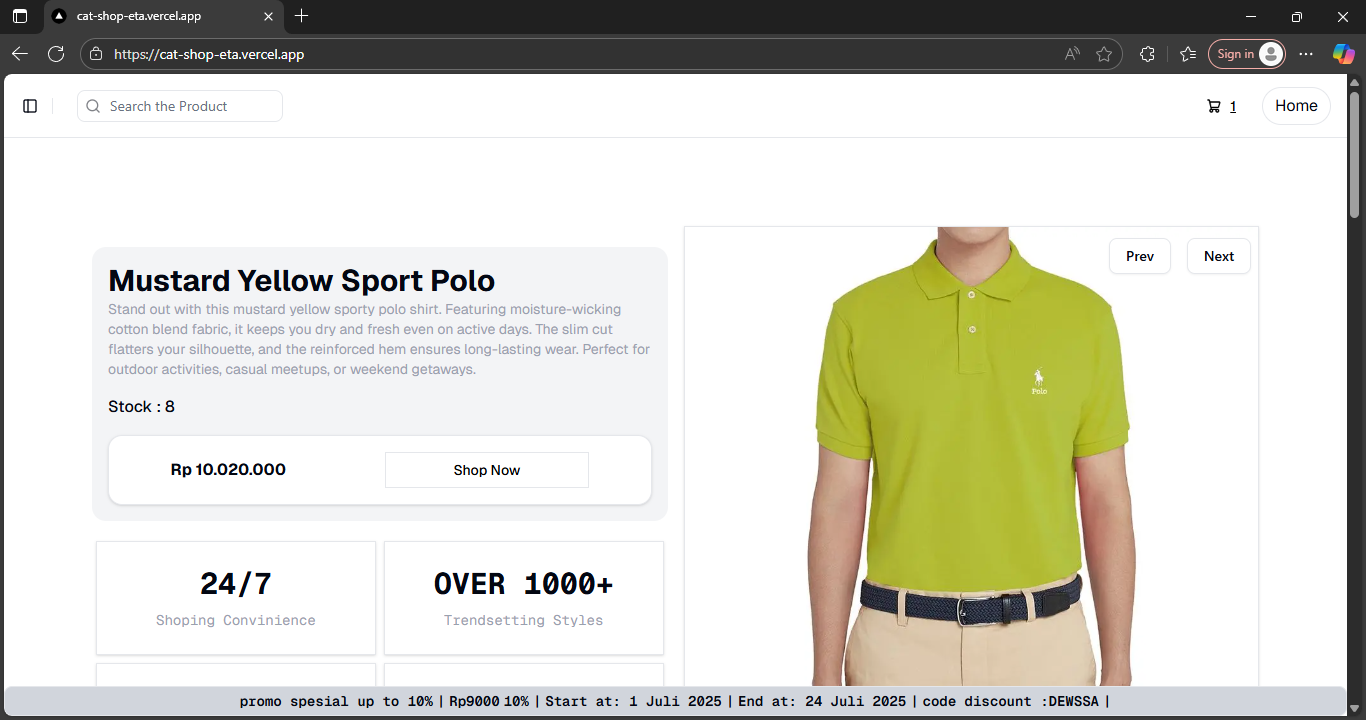 cat-shop-eta.vercel.app
https://cat-shop-eta.vercel.app
Sign in
Search the Product
1
Home
Mustard Yellow Sport Polo
Stand out with this mustard yellow sporty polo shirt. Featuring moisture-wicking
cotton blend fabric, it keeps you dry and fresh even on active days. The slim cut
flatters your silhouette, and the reinforced hem ensures long-lasting wear. Perfect for
outdoor activities, casual meetups, or weekend getaways.
Stock : 8
Rp 10.020.000
Shop Now
Prev
Next
Polo
24/7
Shoping Convinience
OVER 1000+
Trendsetting Styles
promo spesial up to 10% | Rp9000 10% | Start at: 1 Juli 2025 | End at: 24 Juli 2025 | code discount :DEWSSA |